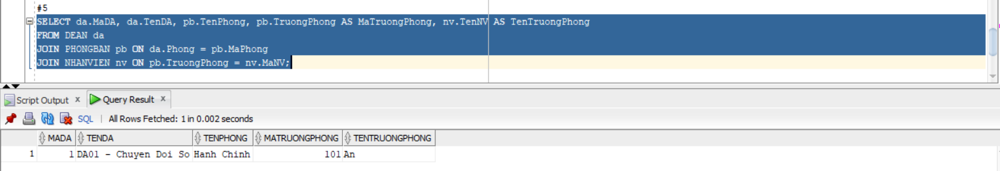 #5
SELECT da.MaDA, da.TenDA, pb.TenPhong, pb.TruongPhong AS MaTruongPhong, nv.TenNV AS TenTruongPhong
FROM DEAN da
JOIN PHONGBAN pb ON da.Phong = pb.MaPhong
JOIN NHANVIEN nv ON pb.TruongPhong = nv.MaNV;
Script Output x Query Result x
SQL | All Rows Fetched: 1 in 0.002 seconds
MADA TENDA TENPHONG MATRUONGPHONG TENTRUONGPHONG
1 1 DA01 - Chuyen Doi So Hanh Chinh 101 An